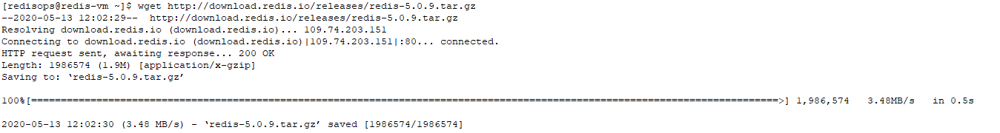 [redisops@redis-vm ~]$ wget http://download.redis.io/releases/redis-5.0.9.tar.gz
--2020-05-13 12:02:29--  http://download.redis.io/releases/redis-5.0.9.tar.gz
Resolving download.redis.io (download.redis.io)... 109.74.203.151
Connecting to download.redis.io (download.redis.io)|109.74.203.151|:80... connected.
HTTP request sent, awaiting response... 200 OK
Length: 1986574 (1.9M) [application/x-gzip]
Saving to: ‘redis-5.0.9.tar.gz’
100%[==============================================================================================================================>] 1,986,574   3.48MB/s   in 0.5s
2020-05-13 12:02:30 (3.48 MB/s) - ‘redis-5.0.9.tar.gz’ saved [1986574/1986574]